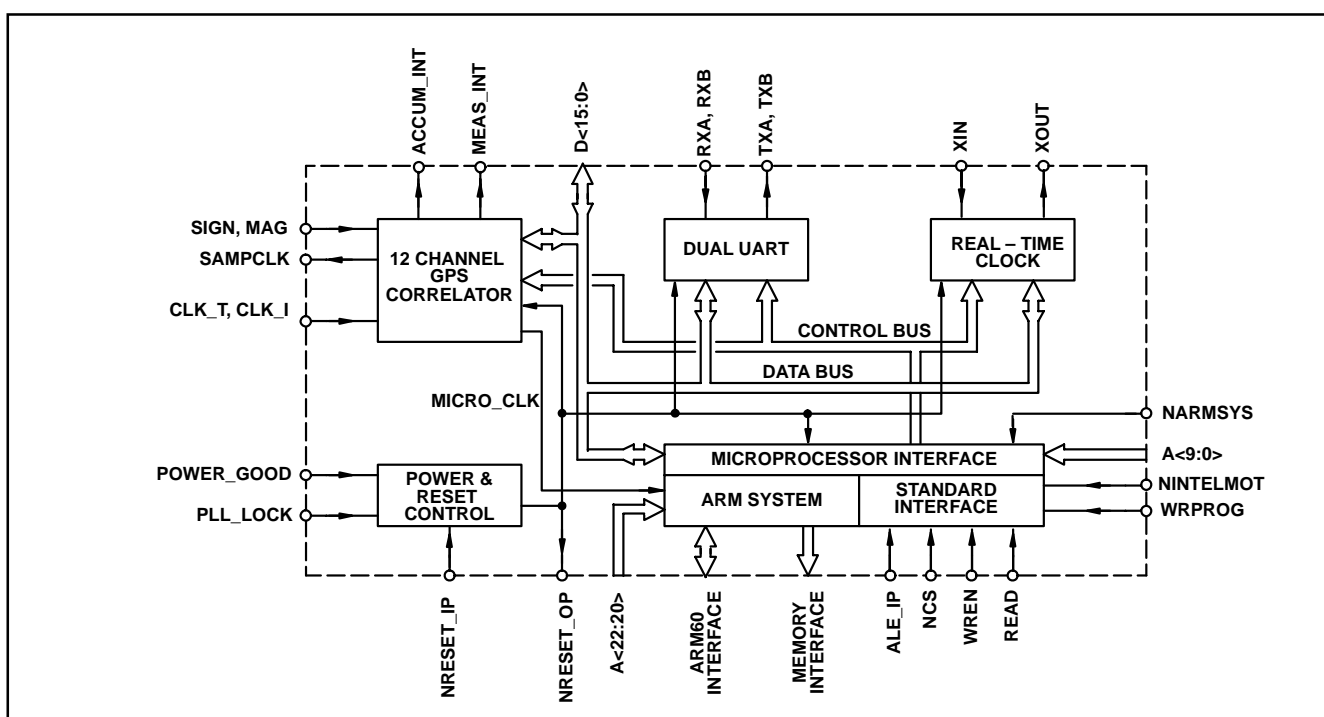 ACCUM_INT
MEAS_INT
D<15:0>
RXA, RXB
TXA, TXB
XIN
XOUT
SIGN, MAG
SAMPCLK
CLK_T, CLK_I
12 CHANNEL
GPS
CORRELATOR
DUAL UART
REAL – TIME
CLOCK
CONTROL BUS
DATA BUS
MICRO_CLK
NARMSYS
POWER_GOOD
PLL_LOCK
POWER &
RESET
CONTROL
MICROPROCESSOR INTERFACE
ARM SYSTEM
STANDARD
INTERFACE
A<9:0>
NINTELMOT
WRPROG
NRESET_IP
NRESET_OP
A<22:20>
ARM60
INTERFACE
MEMORY
INTERFACE
ALE_IP
NCS
WREN
READ